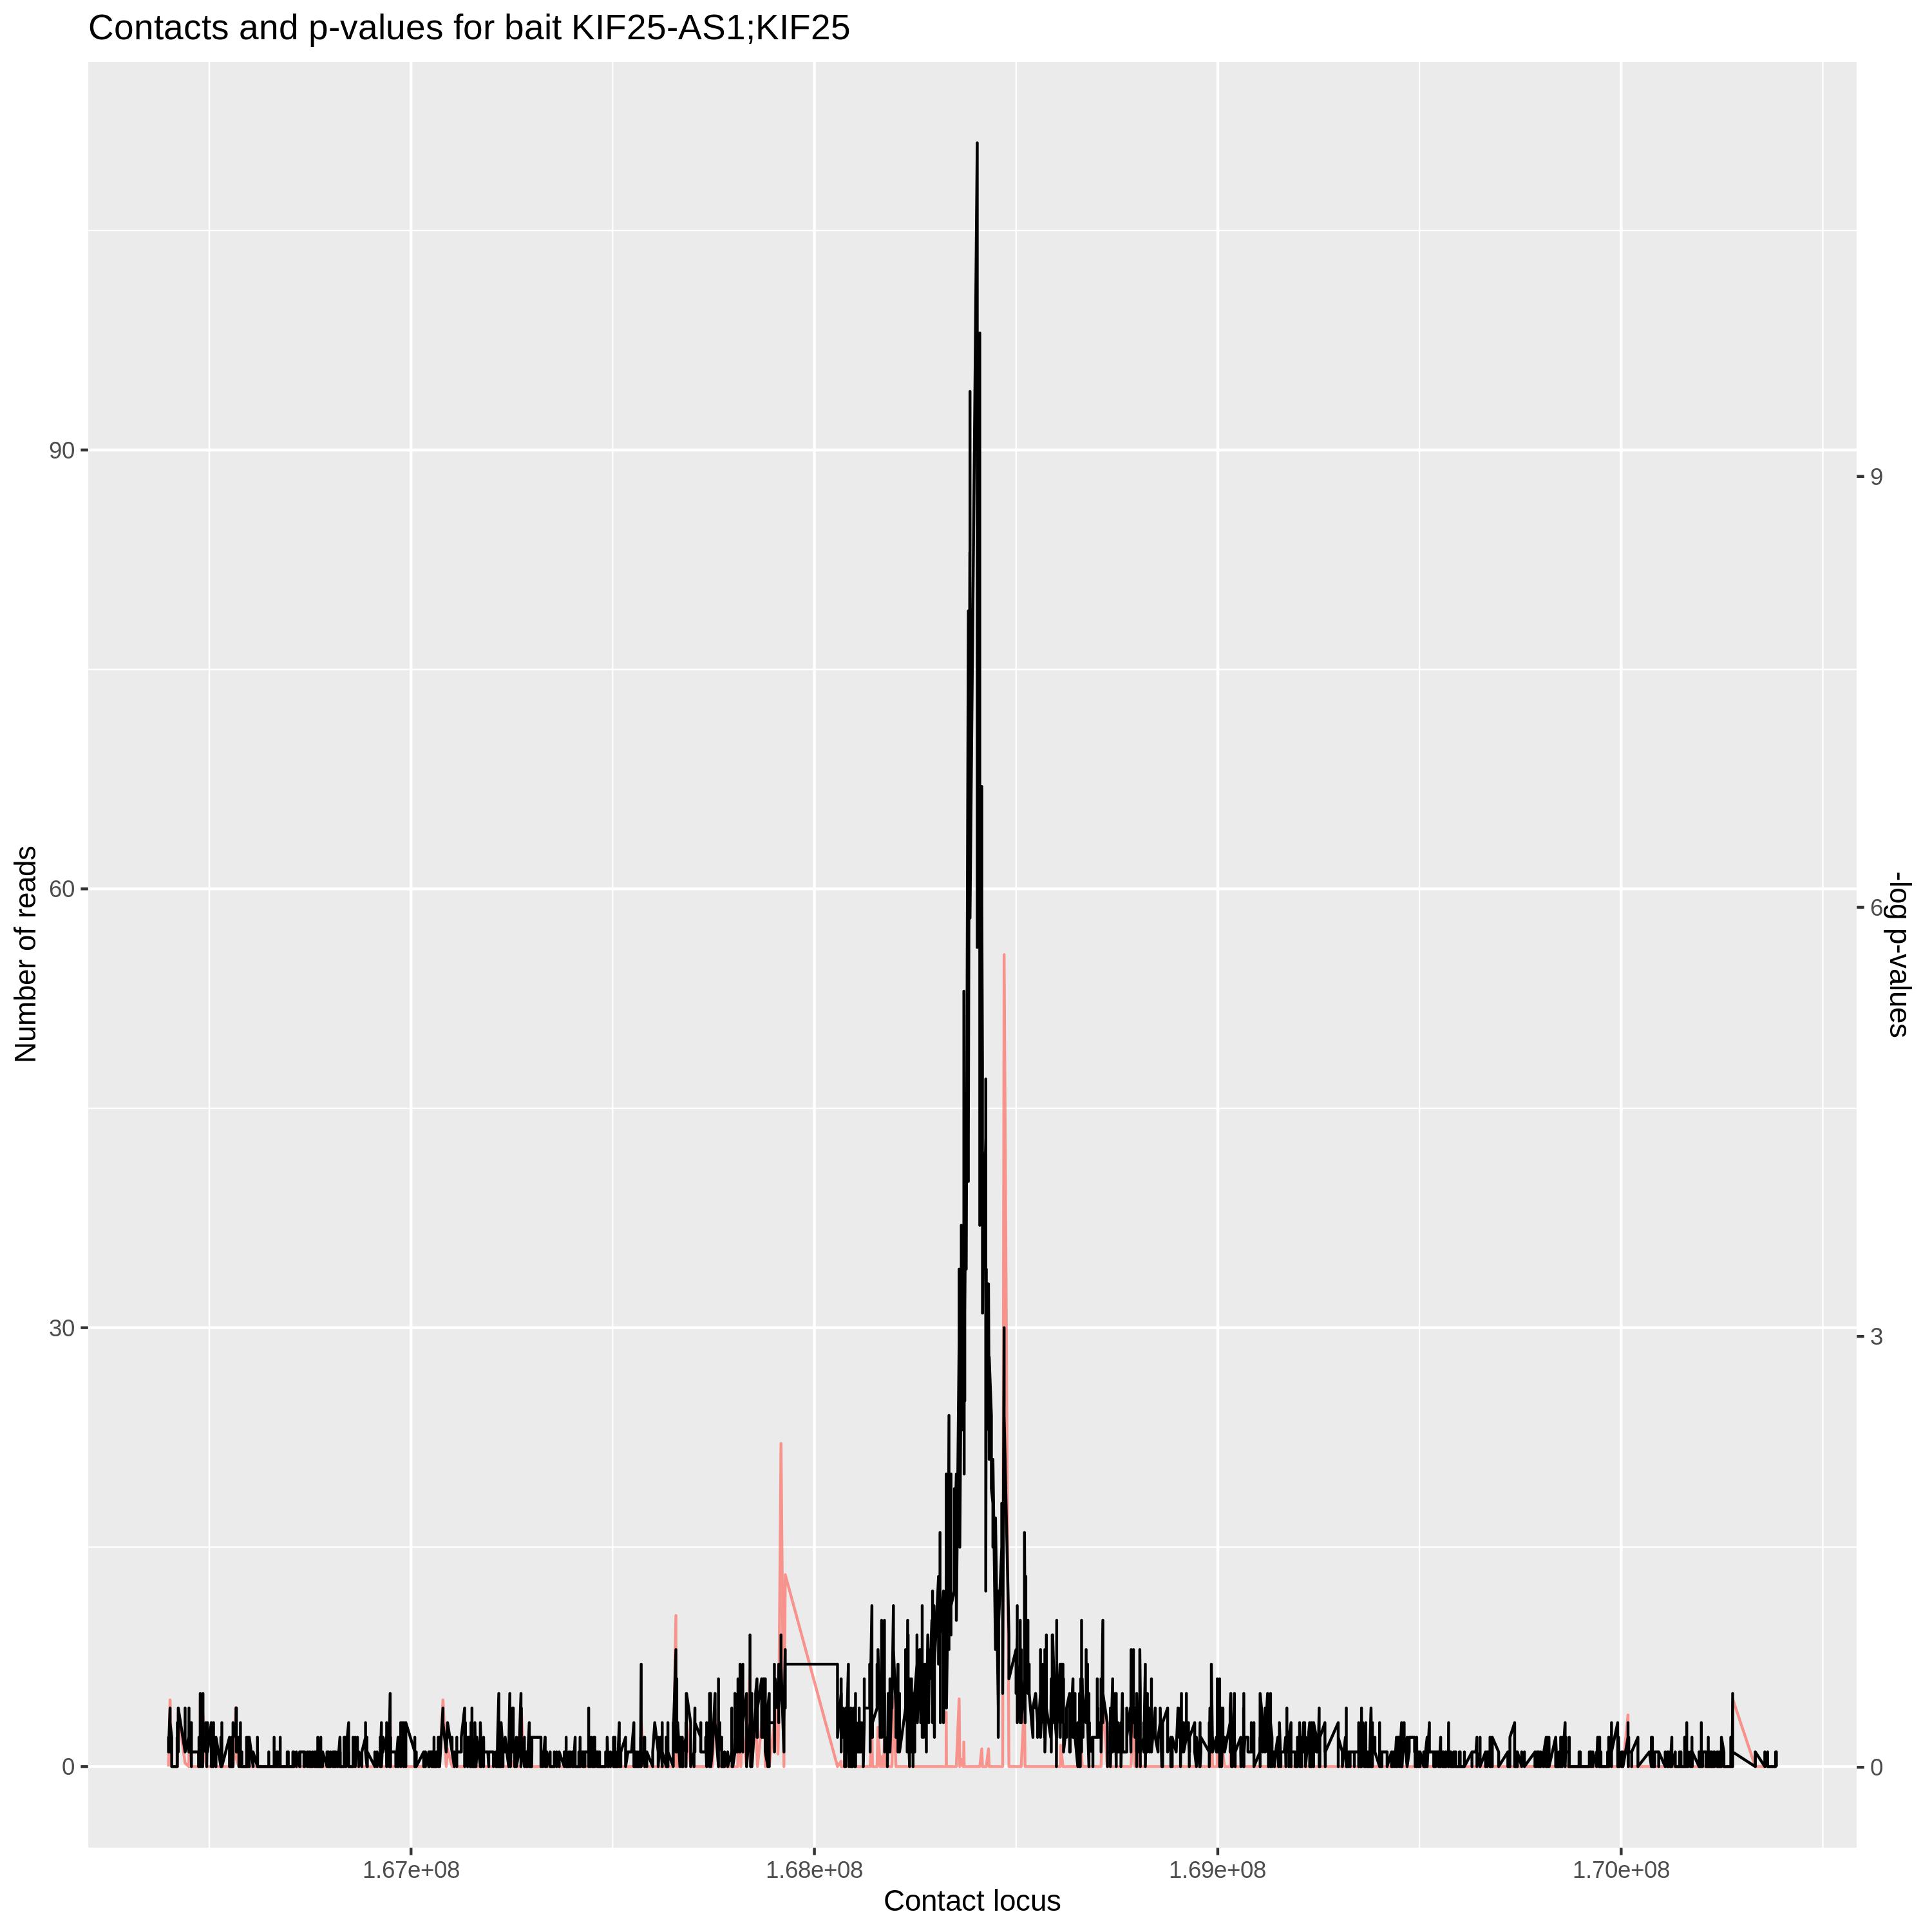 Contacts and p-values for bait KIF25-AS1;KIF25
Number of reads
90
60
30
0
9
6
3
0
-log p-values
1.67e+08
1.68e+08
1.69e+08
1.70e+08
Contact locus